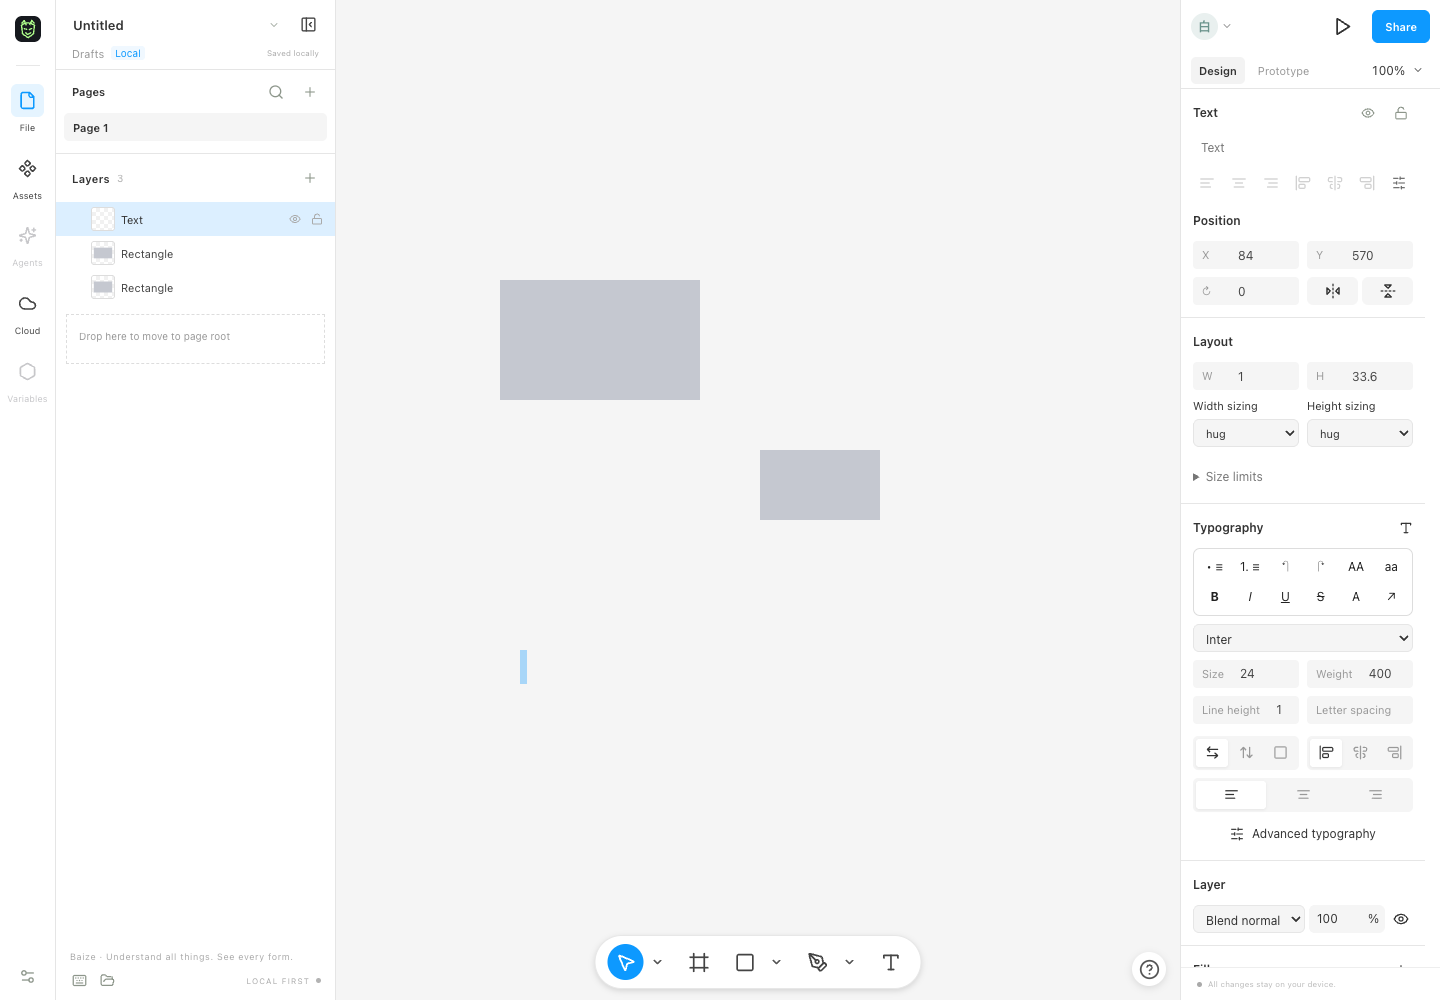 Untitled
Drafts Local Saved locally
File
Assets
Agents
Cloud
Variables
Pages
Page 1
Layers 3
Text
Rectangle
Rectangle
Drop here to move to page root
Baize · Understand all things. See every form.
LOCAL FIRST
白
Share
Design Prototype 100%
Text
Text
Position
X 84 Y 570
0
Layout
W 1 H 33.6
Width sizing Height sizing
hug hug
Size limits
Typography
1. AA aa
B I U S A
Inter
Size 24 Weight 400
Line height 1 Letter spacing
Advanced typography
Layer
Blend normal 100 %
All changes stay on your device.